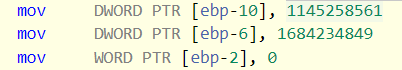 mov DWORD PTR [ebp-10], 1145258561
mov DWORD PTR [ebp-6], 1684234849
mov WORD PTR [ebp-2], 0